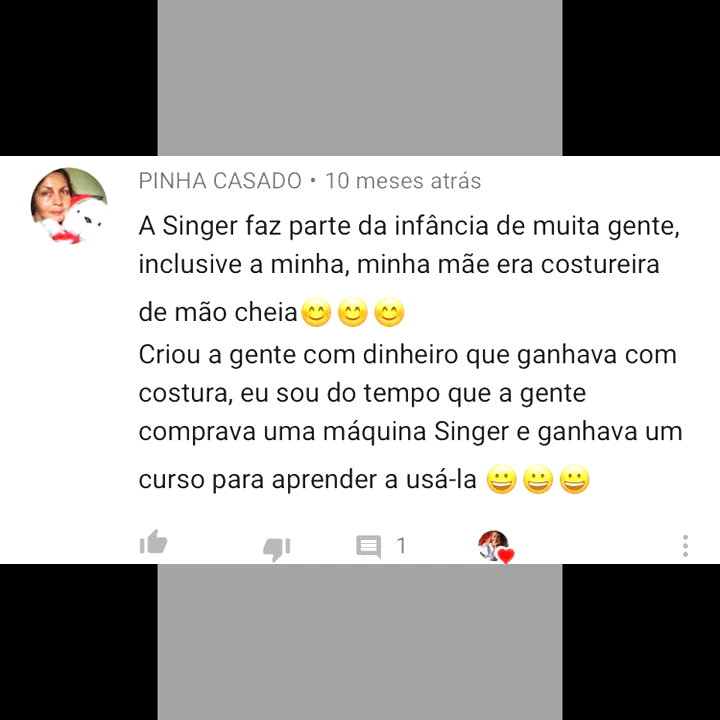 PINHA CASADO • 10 meses atrás
A Singer faz parte da infância de muita gente,
inclusive a minha, minha mãe era costureira
de mão cheia😊😊😊
Criou a gente com dinheiro que ganhava com
costura, eu sou do tempo que a gente
comprava uma máquina Singer e ganhava um
curso para aprender a usá-la 😀😀😀
1